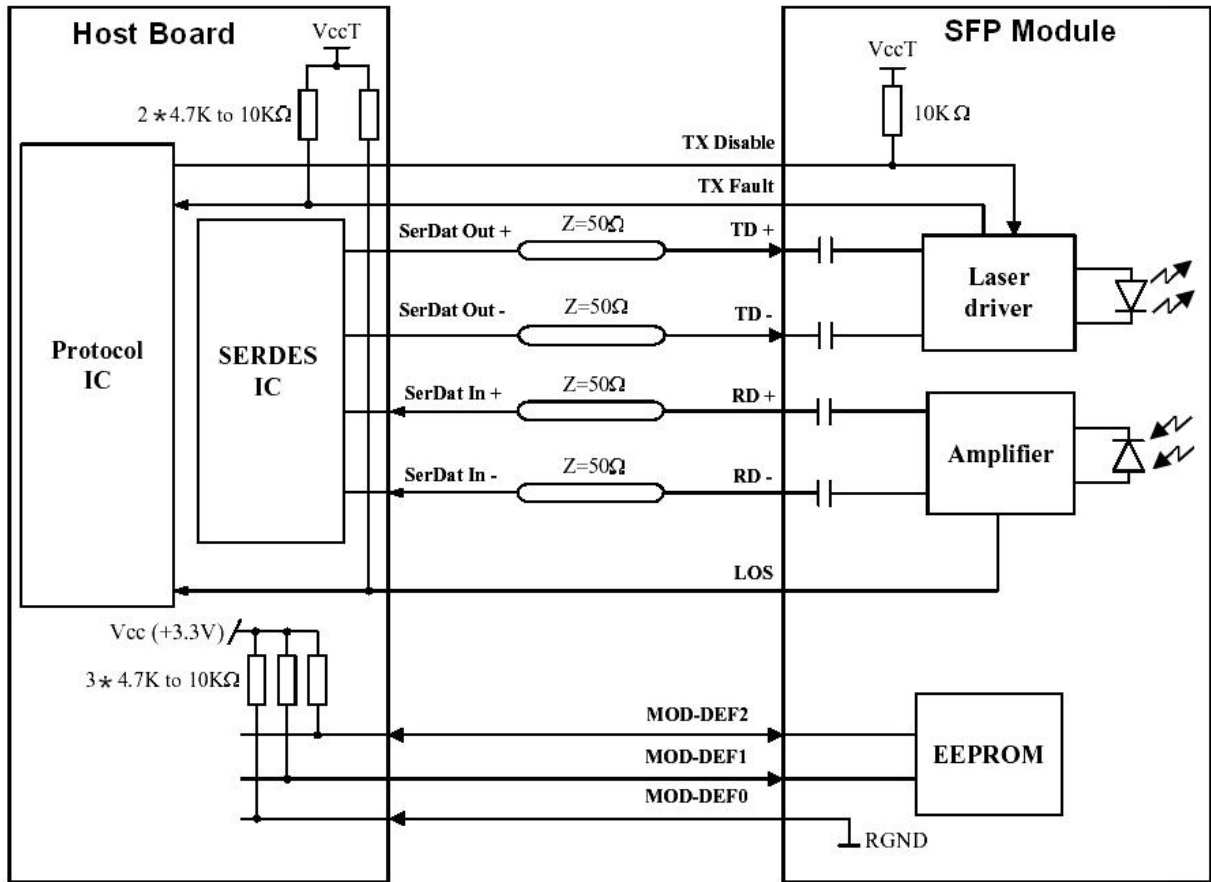 Host Board
SFP Module
VccT
VccT
2 * 4.7K to 10KΩ
10K Ω
TX Disable
TX Fault
SerDat Out +
Z=50Ω
TD +
SerDat Out -
Z=50Ω
TD -
Laser
driver
Protocol
IC
SERDES
IC
SerDat In +
Z=50Ω
RD +
SerDat In -
Z=50Ω
RD -
Amplifier
LOS
Vcc (+3.3V)
3 * 4.7K to 10KΩ
MOD-DEF2
MOD-DEF1
MOD-DEF0
EEPROM
RGND